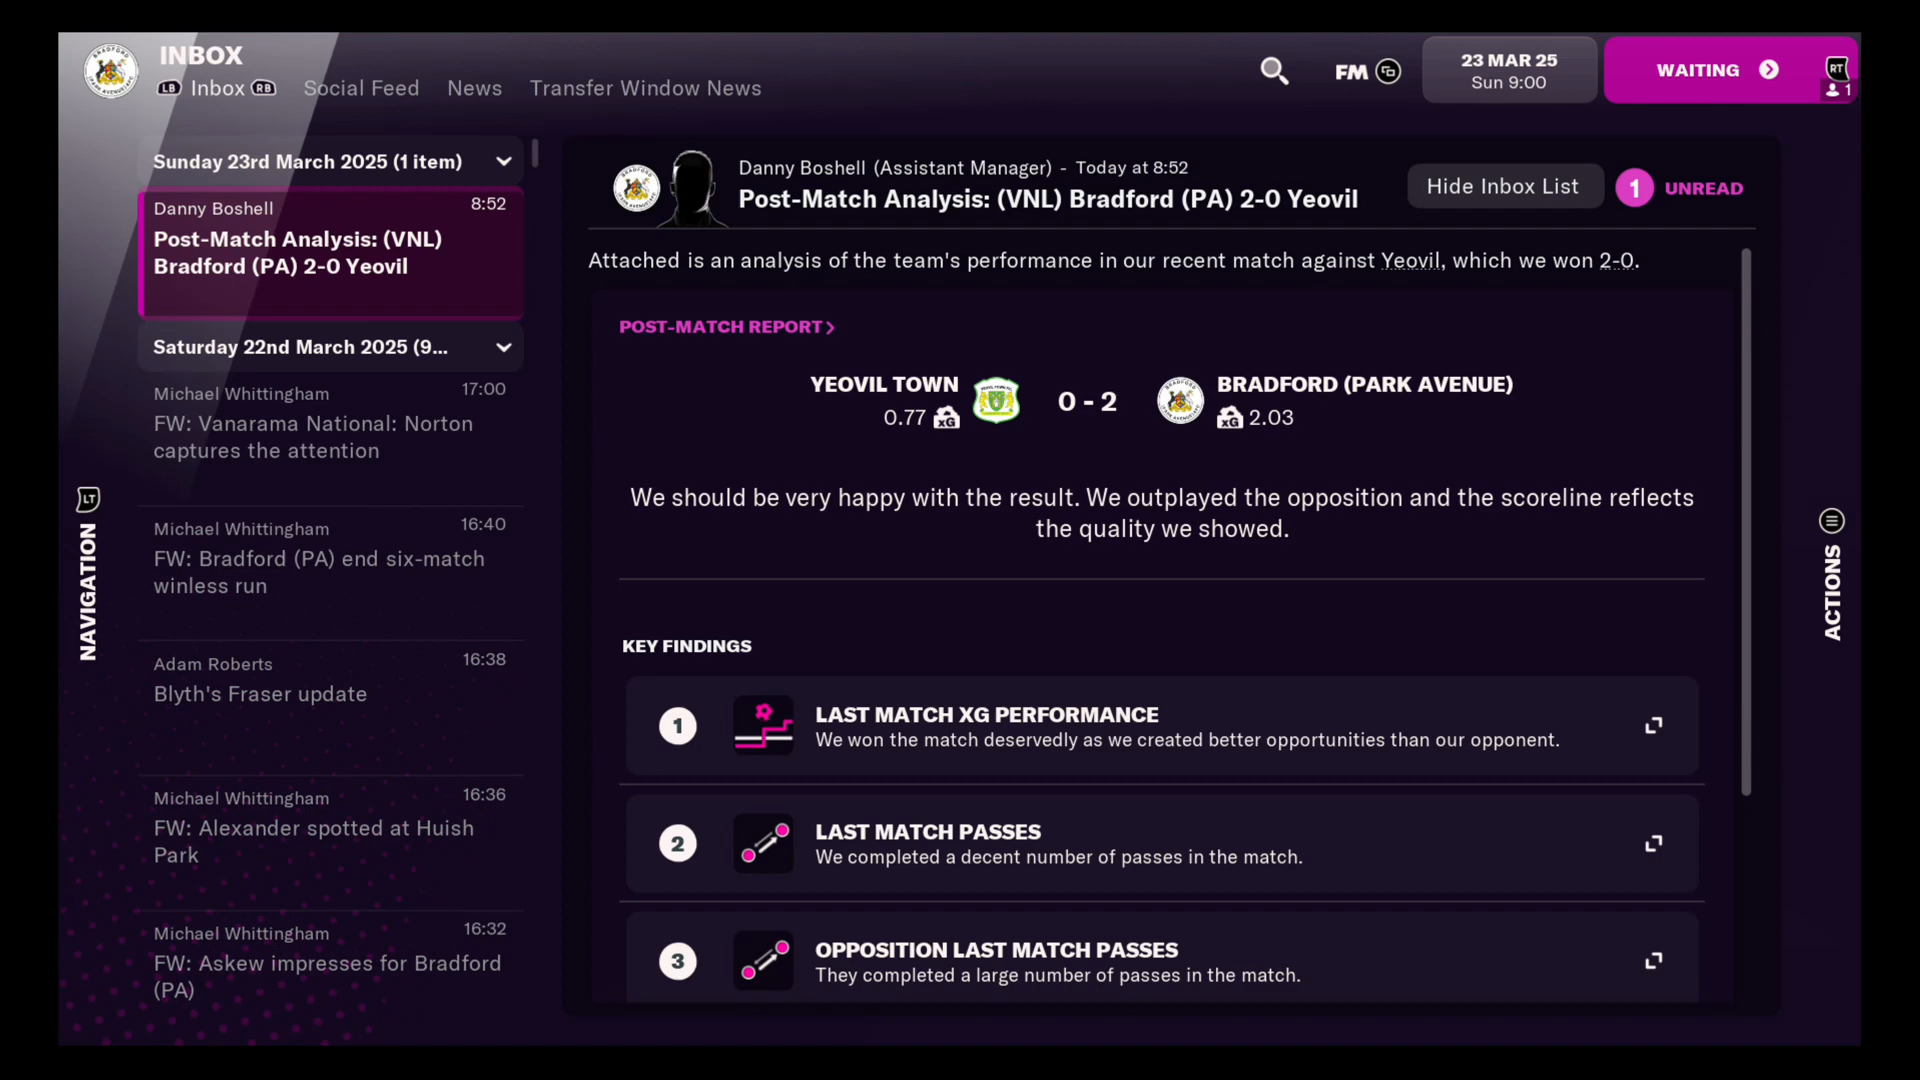 INBOX
LB Inbox RB Social Feed News Transfer Window News
FM
23 MAR 25
Sun 9:00
WAITING
RT
1
Sunday 23rd March 2025 (1 item)
Danny Boshell 8:52
Post-Match Analysis: (VNL)
Bradford (PA) 2-0 Yeovil
Saturday 22nd March 2025 (9...
Michael Whittingham 17:00
FW: Vanarama National: Norton
captures the attention
Michael Whittingham 16:40
FW: Bradford (PA) end six-match
winless run
Adam Roberts 16:38
Blyth's Fraser update
Michael Whittingham 16:36
FW: Alexander spotted at Huish
Park
Michael Whittingham 16:32
FW: Askew impresses for Bradford
(PA)
LT
NAVIGATION
Danny Boshell (Assistant Manager) - Today at 8:52
Post-Match Analysis: (VNL) Bradford (PA) 2-0 Yeovil
Hide Inbox List
1 UNREAD
Attached is an analysis of the team's performance in our recent match against Yeovil, which we won 2-0.
POST-MATCH REPORT
YEOVIL TOWN 0 - 2 BRADFORD (PARK AVENUE)
0.77 xG xG 2.03
We should be very happy with the result. We outplayed the opposition and the scoreline reflects
the quality we showed.
KEY FINDINGS
1 LAST MATCH XG PERFORMANCE
We won the match deservedly as we created better opportunities than our opponent.
2 LAST MATCH PASSES
We completed a decent number of passes in the match.
3 OPPOSITION LAST MATCH PASSES
They completed a large number of passes in the match.
ACTIONS